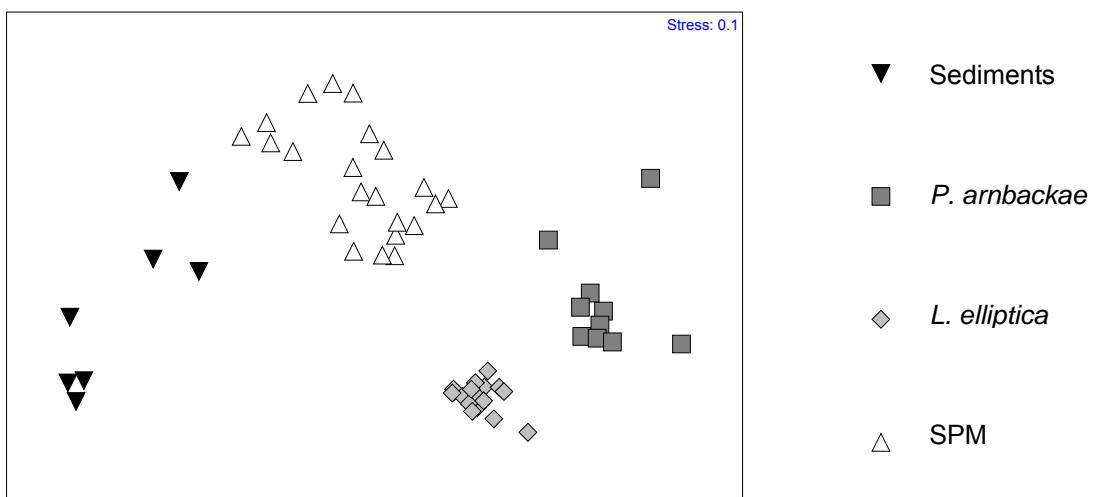 Stress: 0.1
Sediments
P. arnbackae
L. elliptica
SPM